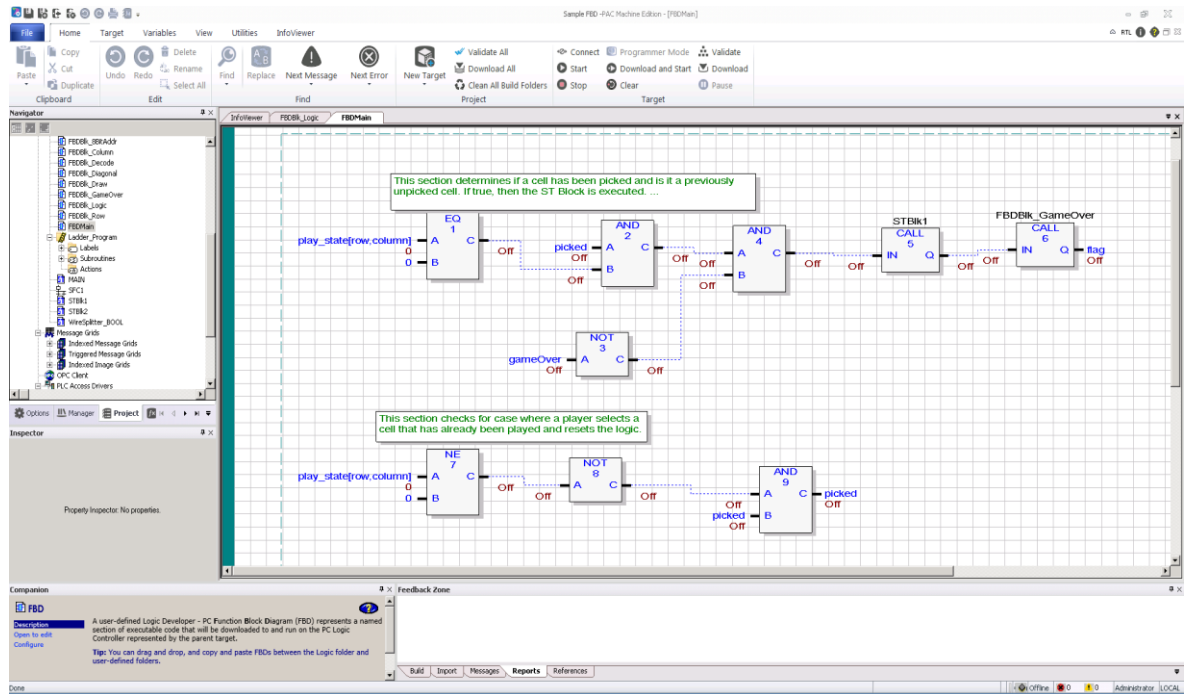 Sample FBD -PAC Machine Edition - [FBDMain]
File Home Target Variables View Utilities InfoViewer
RTL
Paste
Copy
Cut
Duplicate
Clipboard
Undo Redo
Delete
Rename
Select All
Edit
Find Replace Next Message Next Error
Find
New Target
Validate All
Download All
Clean All Build Folders
Project
Connect Programmer Mode Validate
Start Download and Start Download
Stop Clear Pause
Target
Navigator
FBDBlk_8BitAddr
FBDBlk_Column
FBDBlk_Decode
FBDBlk_Diagonal
FBDBlk_Draw
FBDBlk_GameOver
FBDBlk_Logic
FBDBlk_Row
FBDMain
Ladder_Program
Labels
Subroutines
Actions
MAIN
SFC1
STBlk1
STBlk2
WireSplitter_BOOL
Message Grids
Indexed Message Grids
Triggered Message Grids
Indexed Image Grids
OPC Client
PLC Access Drivers
Options Manager Project
Inspector
Property Inspector: No properties.
InfoViewer FBDBlk_Logic FBDMain
This section determines if a cell has been picked and is it a previously
unpicked cell. If true, then the ST Block is executed. ...
EQ
1
play_state[row,column] A C
0 Off
0 B
AND
2
picked A C
Off Off
B
Off
AND
4
A C
Off Off
B
Off
STBlk1
CALL
5
IN Q
Off Off
FBDBlk_GameOver
CALL
6
IN Q flag
Off Off
NOT
3
gameOver A C
Off Off
This section checks for case where a player selects a
cell that has already been played and resets the logic.
NE
7
play_state[row,column] A C
0 Off
0 B
NOT
8
A C
Off Off
AND
9
A C picked
Off Off
picked B
Off
Companion
FBD
Description
Open to edit
Configure
A user-defined Logic Developer - PC Function Block Diagram (FBD) represents a named
section of executable code that will be downloaded to and run on the PC Logic
Controller represented by the parent target.
Tip: You can drag and drop, and copy and paste FBDs between the Logic folder and
user-defined folders.
Feedback Zone
Build Import Messages Reports References
Done
Offline 0 0 Administrator LOCAL